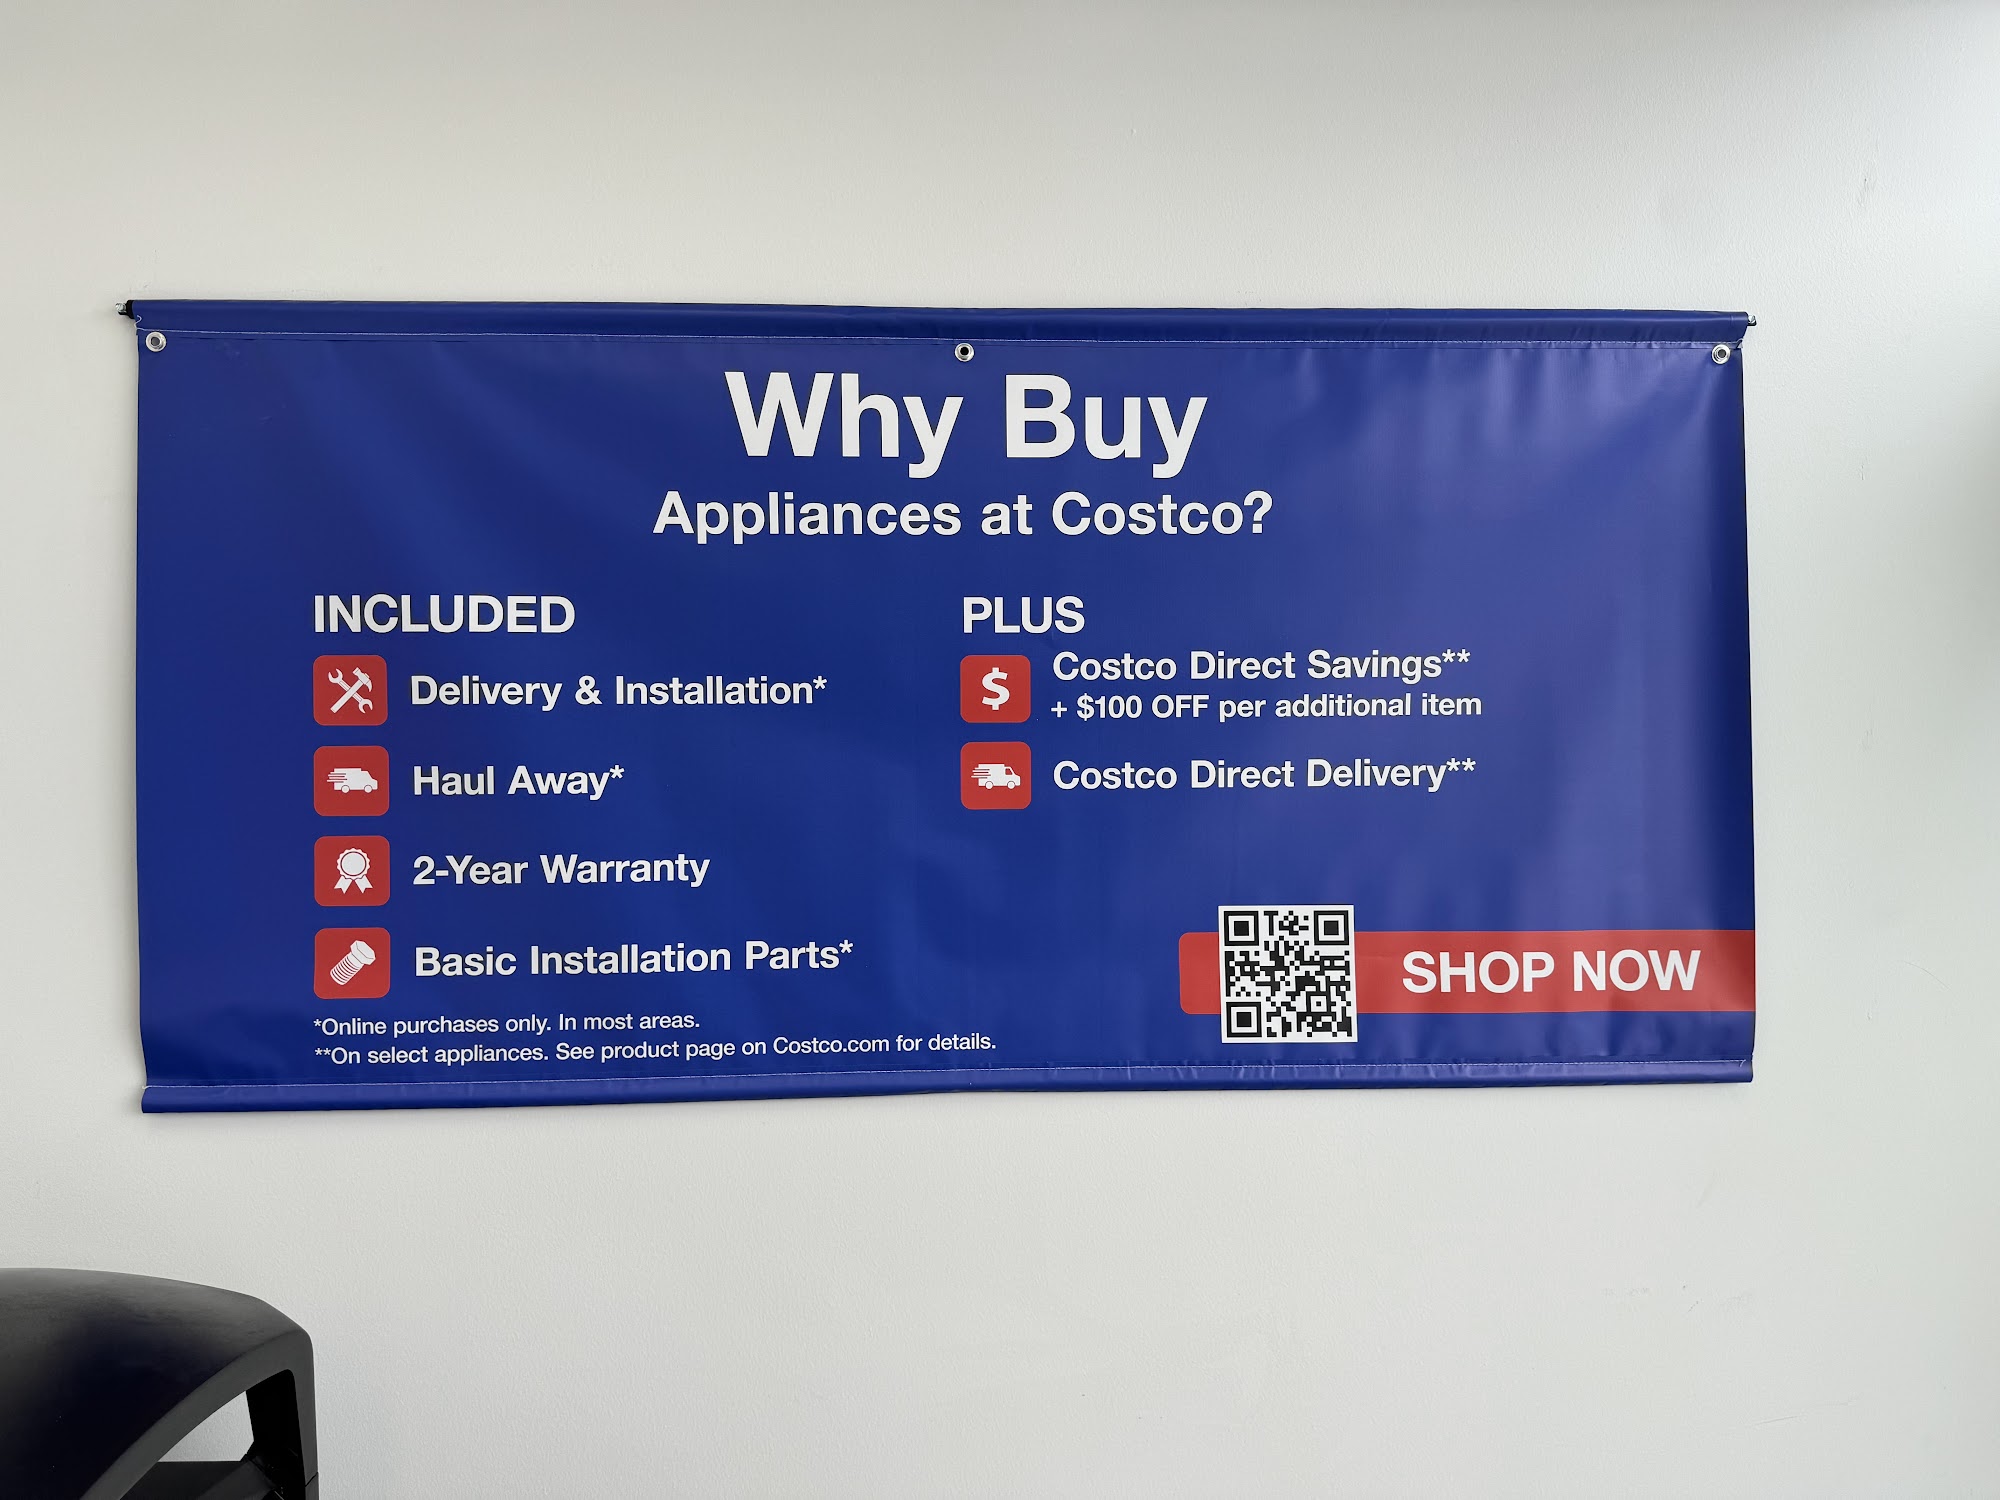 Why Buy
Appliances at Costco?
INCLUDED
Delivery & Installation*
Haul Away*
2-Year Warranty
Basic Installation Parts*
*Online purchases only. In most areas.
**On select appliances. See product page on Costco.com for details.
PLUS
$
Costco Direct Savings**
+ $100 OFF per additional item
Costco Direct Delivery**
SHOP NOW